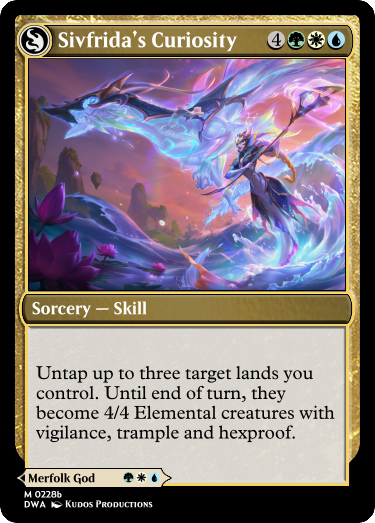 Sivfrida's Curiosity 4
Sorcery — Skill
Untap up to three target lands you
control. Until end of turn, they
become 4/4 Elemental creatures with
vigilance, trample and hexproof.
Merfolk God
M 0228b
DWA Kudos Productions